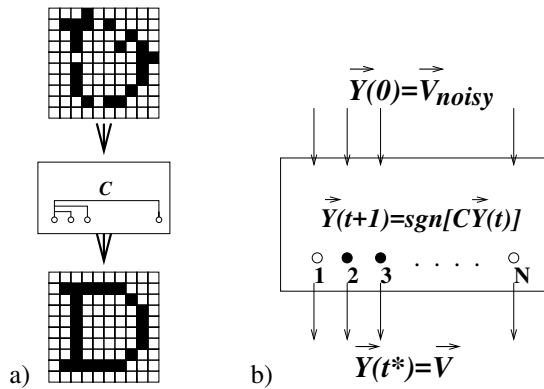 C
a)
Y(0)=V_noisy
Y(t+1)=sgn[CY(t)]
1 2 3 . . . . N
Y(t*)=V
b)